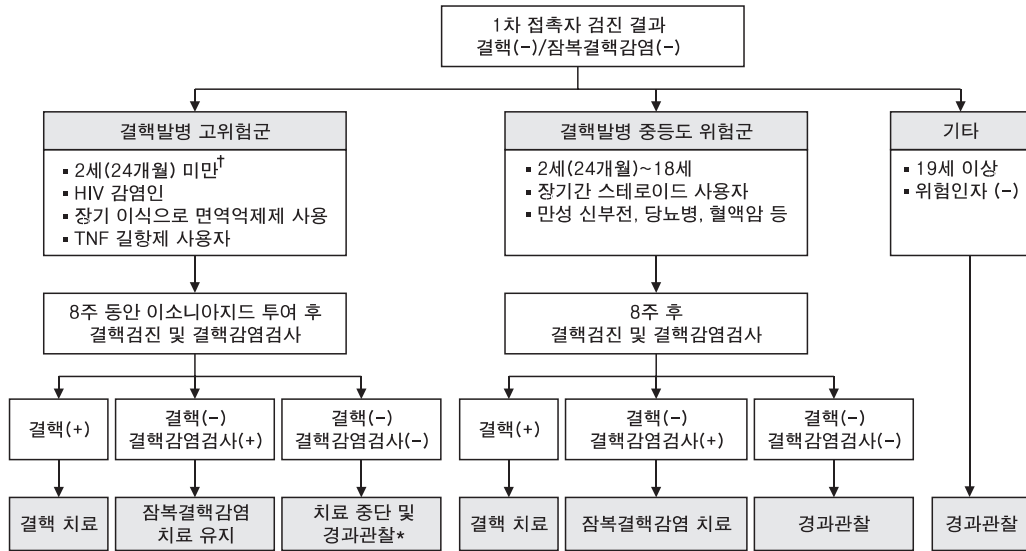 1차 접촉자 검진 결과
결핵(-)/잠복결핵감염(-)
결핵발병 고위험군
▪ 2세(24개월) 미만†
▪ HIV 감염인
▪ 장기 이식으로 면역억제제 사용
▪ TNF 길항제 사용자
8주 동안 이소니아지드 투여 후
결핵검진 및 결핵감염검사
결핵(+)
결핵(-)
결핵감염검사(+)
결핵(-)
결핵감염검사(-)
결핵 치료
잠복결핵감염
치료 유지
치료 중단 및
경과관찰*
결핵발병 중등도 위험군
▪ 2세(24개월)~18세
▪ 장기간 스테로이드 사용자
▪ 만성 신부전, 당뇨병, 혈액암 등
8주 후
결핵검진 및 결핵감염검사
결핵(+)
결핵(-)
결핵감염검사(+)
결핵(-)
결핵감염검사(-)
결핵 치료
잠복결핵감염 치료
경과관찰
기타
▪ 19세 이상
▪ 위험인자 (-)
경과관찰